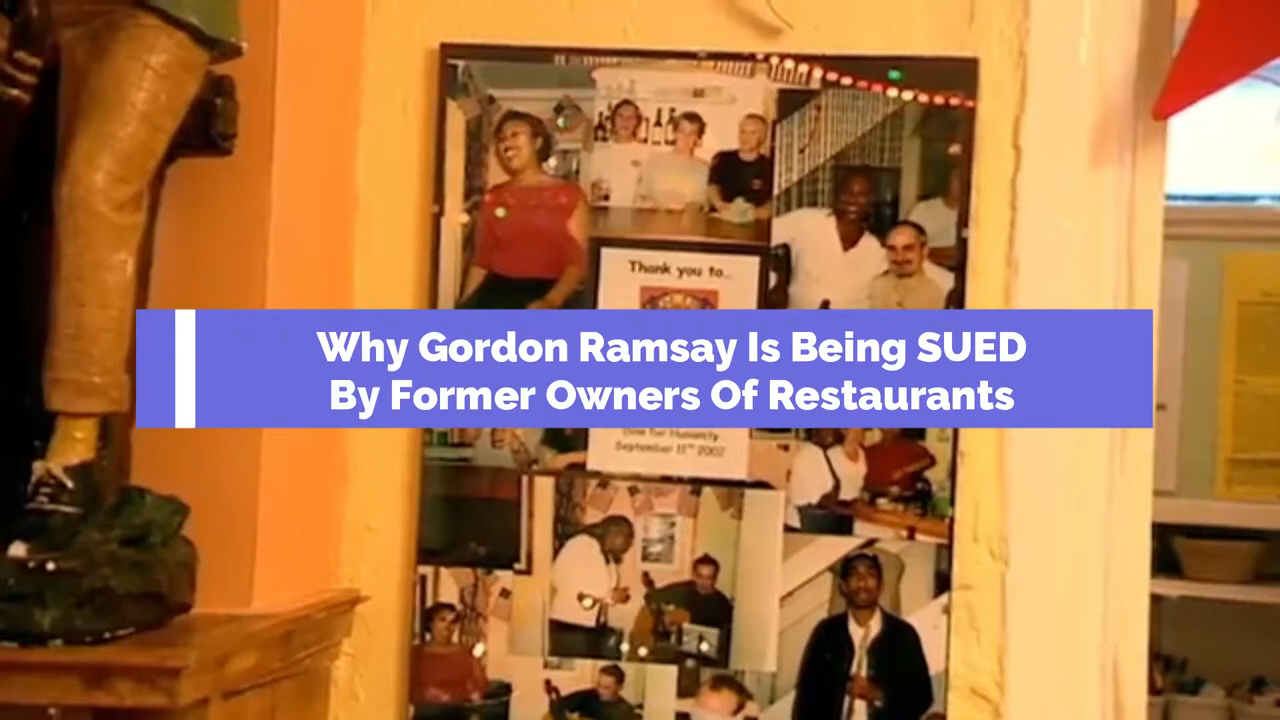 Thank you to...
Why Gordon Ramsay Is Being SUED
By Former Owners Of Restaurants
September 11th 2002